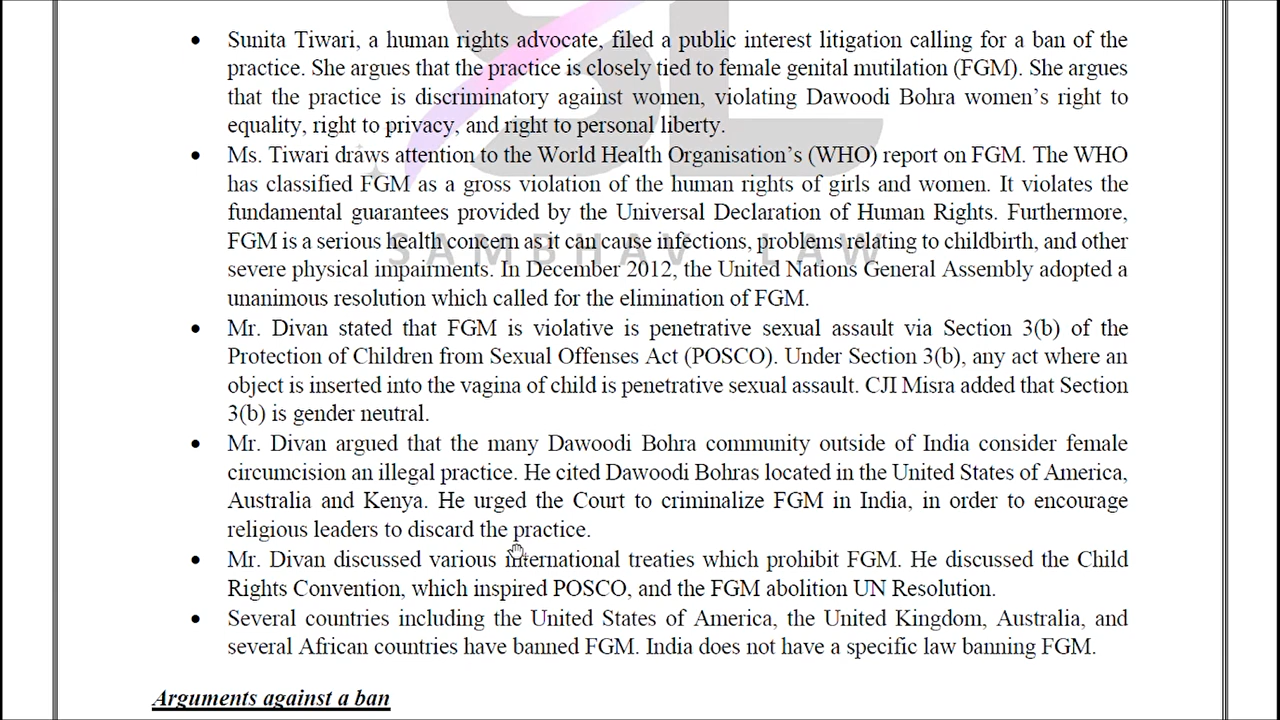 • Sunita Tiwari, a human rights advocate, filed a public interest litigation calling for a ban of the
practice. She argues that the practice is closely tied to female genital mutilation (FGM). She argues
that the practice is discriminatory against women, violating Dawoodi Bohra women's right to
equality, right to privacy, and right to personal liberty.
• Ms. Tiwari draws attention to the World Health Organisation's (WHO) report on FGM. The WHO
has classified FGM as a gross violation of the human rights of girls and women. It violates the
fundamental guarantees provided by the Universal Declaration of Human Rights. Furthermore,
FGM is a serious health concern as it can cause infections, problems relating to childbirth, and other
SAMBHAV LAW
severe physical impairments. In December 2012, the United Nations General Assembly adopted a
unanimous resolution which called for the elimination of FGM.
• Mr. Divan stated that FGM is violative is penetrative sexual assault via Section 3(b) of the
Protection of Children from Sexual Offenses Act (POSCO). Under Section 3(b), any act where an
object is inserted into the vagina of child is penetrative sexual assault. CJI Misra added that Section
3(b) is gender neutral.
• Mr. Divan argued that the many Dawoodi Bohra community outside of India consider female
circumcision an illegal practice. He cited Dawoodi Bohras located in the United States of America,
Australia and Kenya. He urged the Court to criminalize FGM in India, in order to encourage
religious leaders to discard the practice.
• Mr. Divan discussed various international treaties which prohibit FGM. He discussed the Child
Rights Convention, which inspired POSCO, and the FGM abolition UN Resolution.
• Several countries including the United States of America, the United Kingdom, Australia, and
several African countries have banned FGM. India does not have a specific law banning FGM.
Arguments against a ban